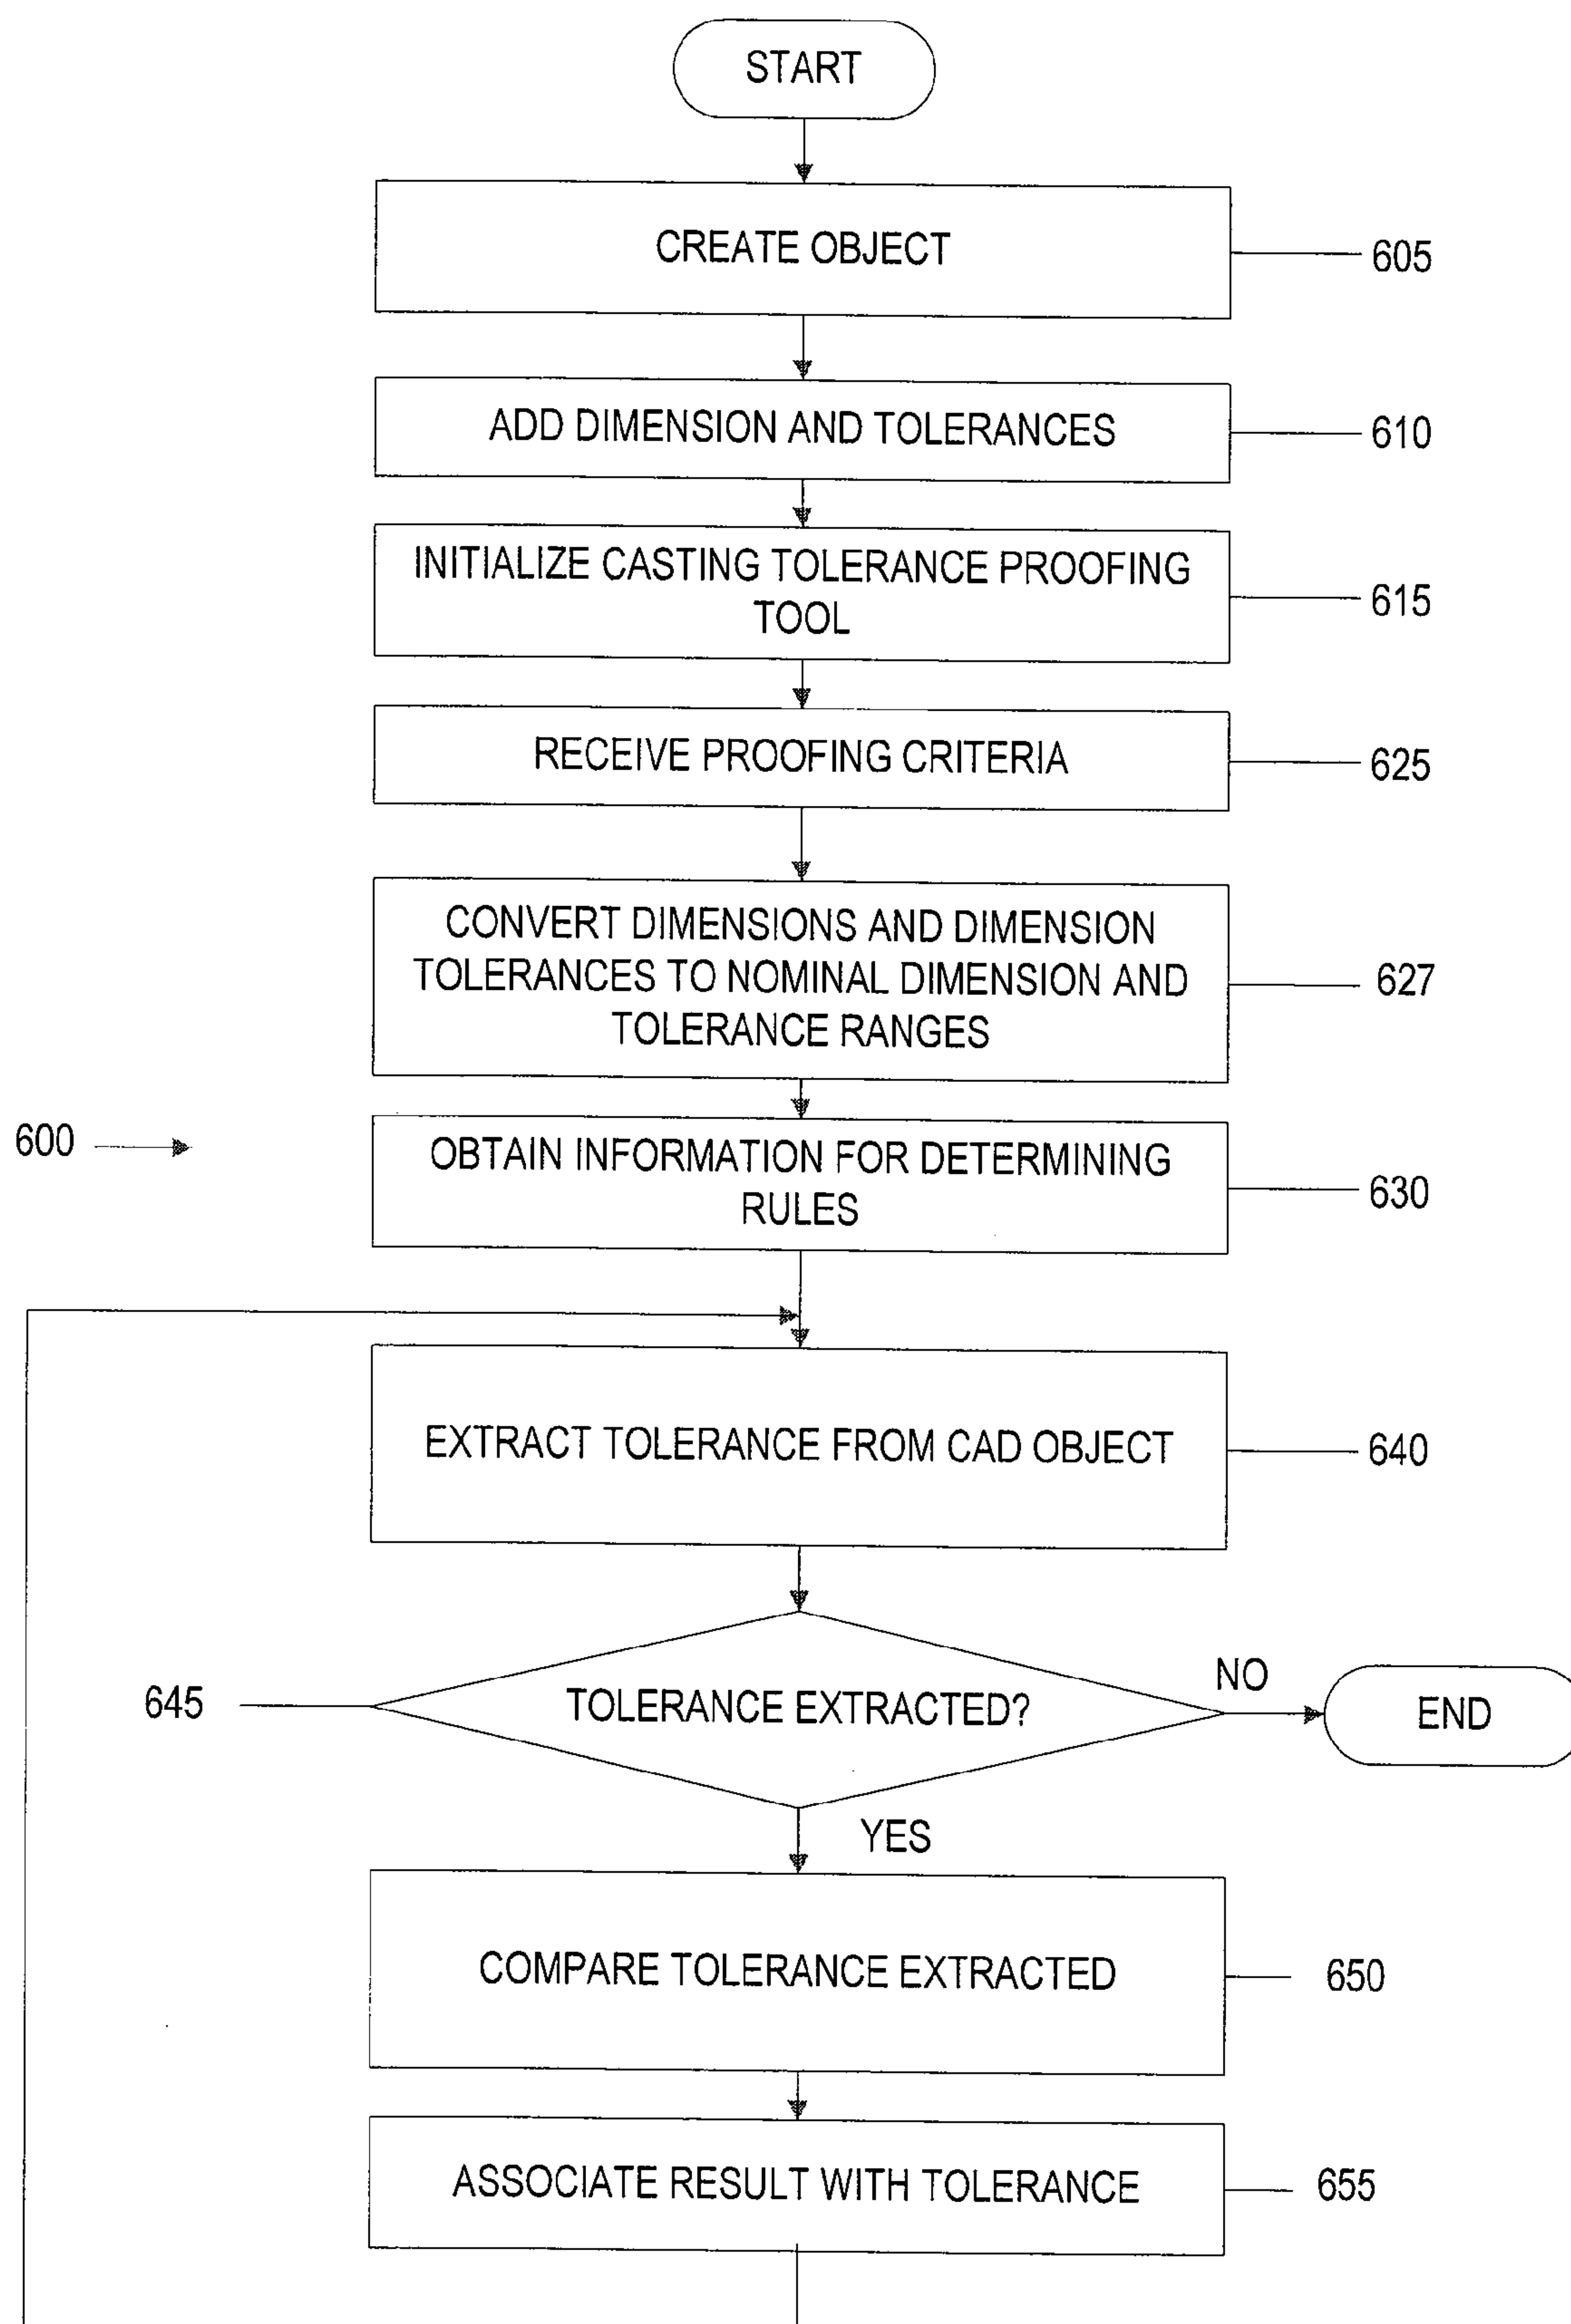 START
CREATE OBJECT
605
ADD DIMENSION AND TOLERANCES
610
INITIALIZE CASTING TOLERANCE PROOFING
TOOL
615
RECEIVE PROOFING CRITERIA
625
CONVERT DIMENSIONS AND DIMENSION
TOLERANCES TO NOMINAL DIMENSION AND
TOLERANCE RANGES
627
600
OBTAIN INFORMATION FOR DETERMINING
RULES
630
EXTRACT TOLERANCE FROM CAD OBJECT
640
645
TOLERANCE EXTRACTED?
NO
END
YES
COMPARE TOLERANCE EXTRACTED
650
ASSOCIATE RESULT WITH TOLERANCE
655